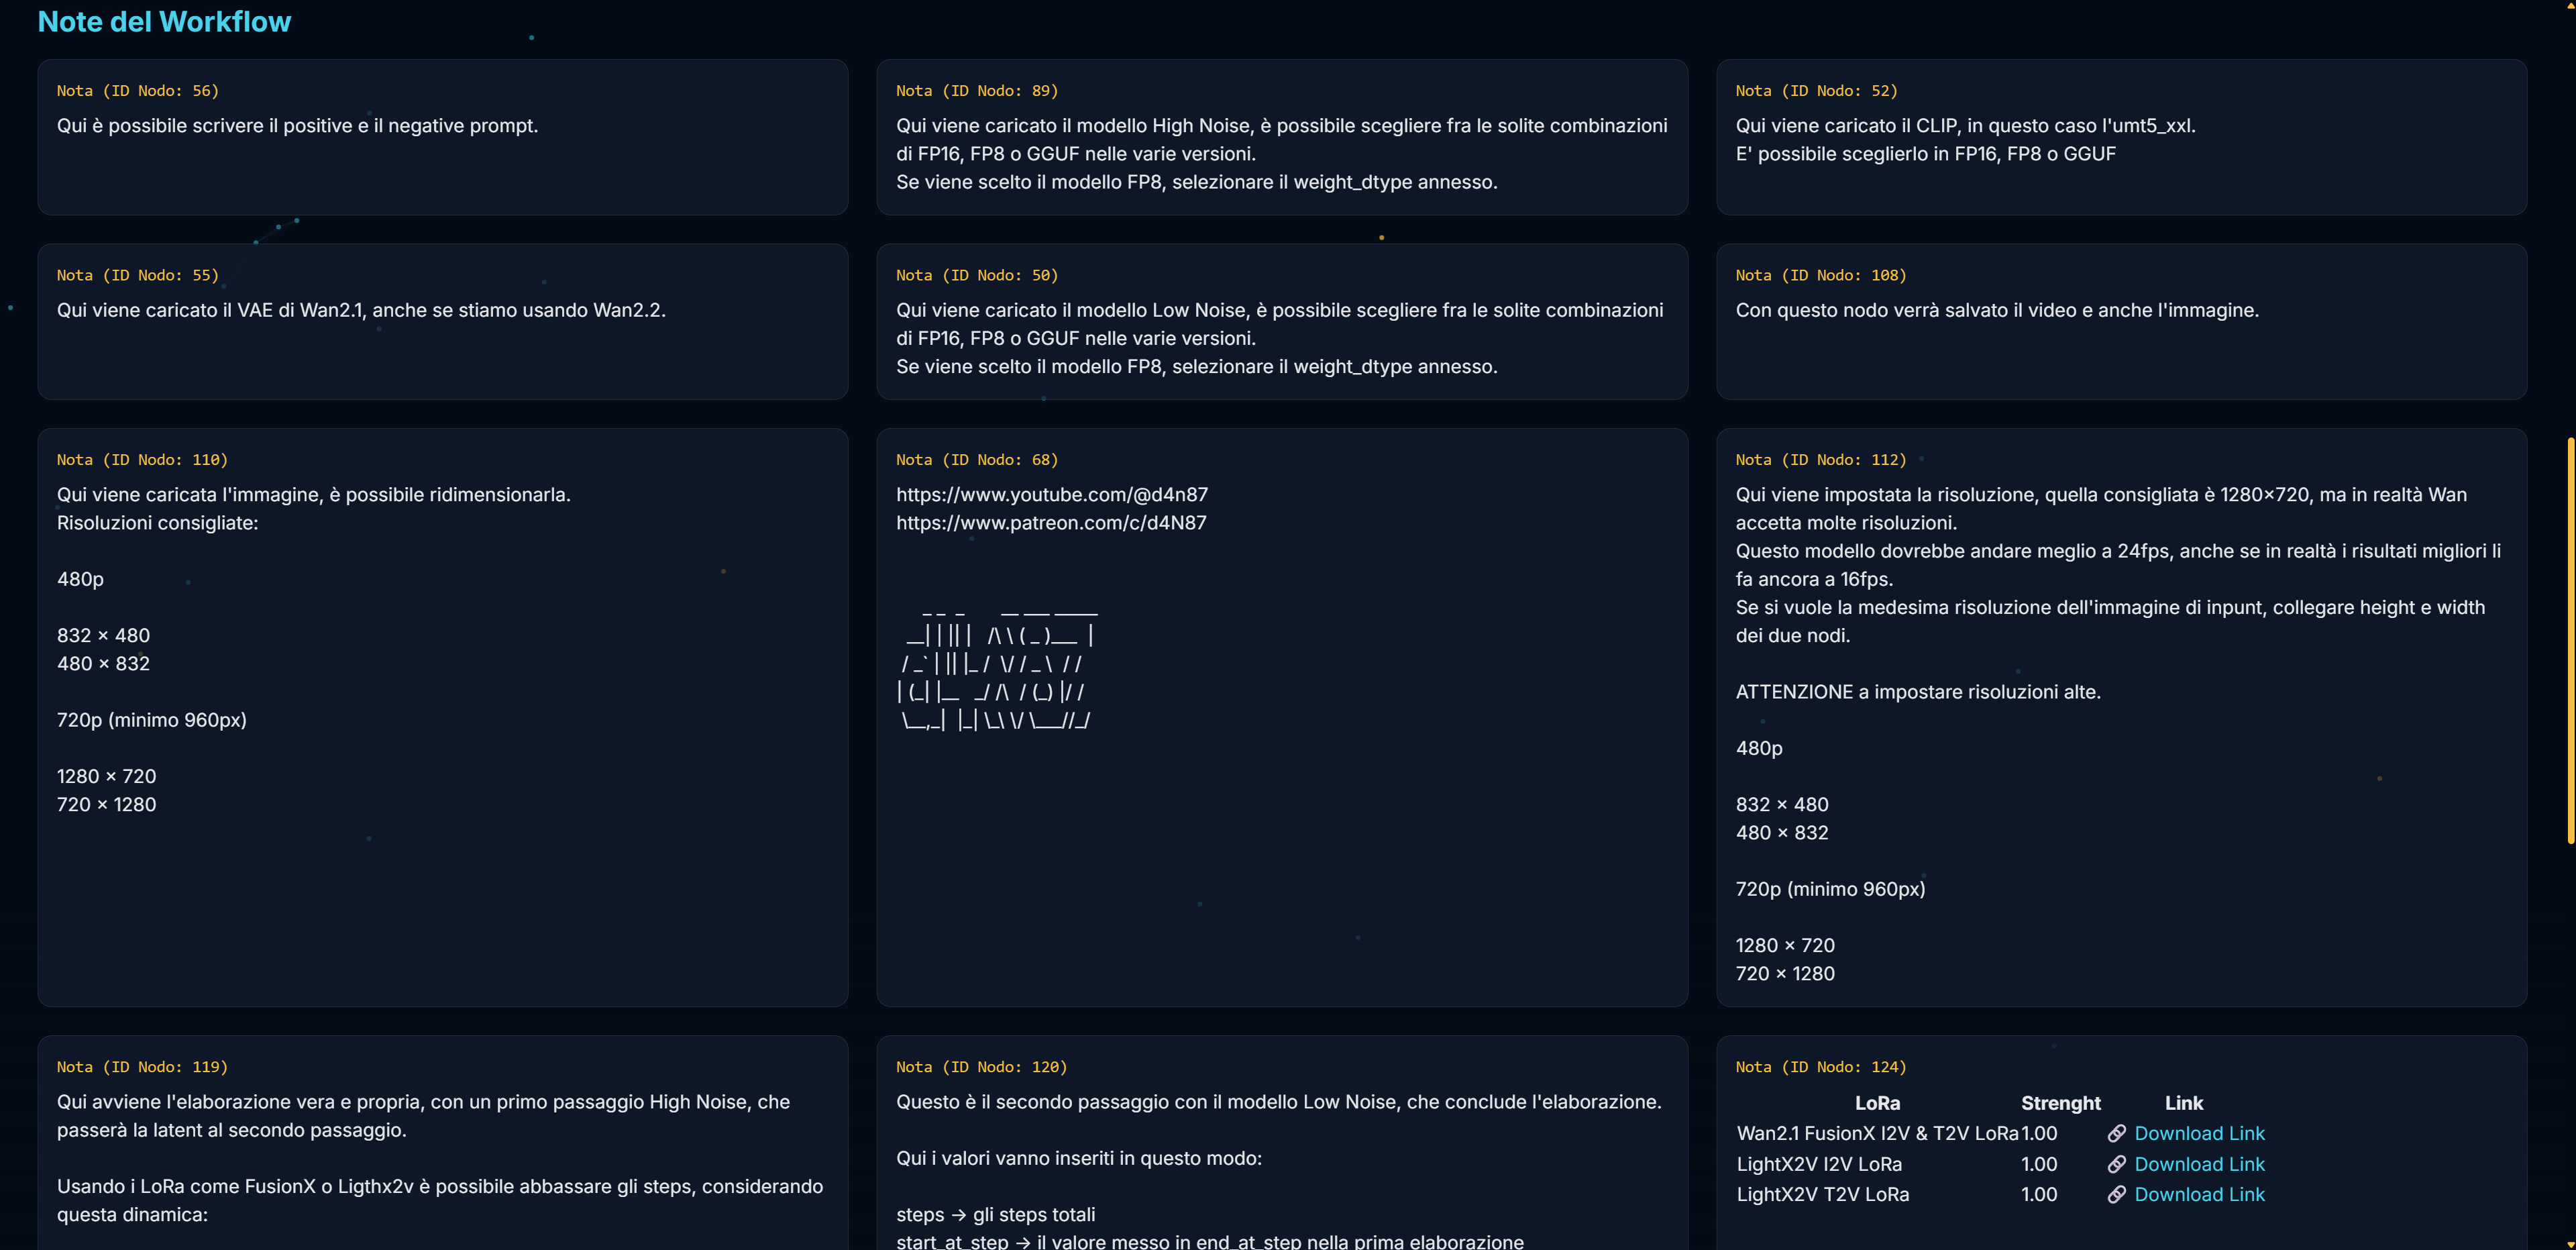 Note del Workflow
Nota (ID Nodo: 56)
Qui è possibile scrivere il positive e il negative prompt.
Nota (ID Nodo: 89)
Qui viene caricato il modello High Noise, è possibile scegliere fra le solite combinazioni
di FP16, FP8 o GGUF nelle varie versioni.
Se viene scelto il modello FP8, selezionare il weight_dtype annesso.
Nota (ID Nodo: 52)
Qui viene caricato il CLIP, in questo caso l'umt5_xxl.
E' possibile sceglierlo in FP16, FP8 o GGUF
Nota (ID Nodo: 55)
Qui viene caricato il VAE di Wan2.1, anche se stiamo usando Wan2.2.
Nota (ID Nodo: 50)
Qui viene caricato il modello Low Noise, è possibile scegliere fra le solite combinazioni
di FP16, FP8 o GGUF nelle varie versioni.
Se viene scelto il modello FP8, selezionare il weight_dtype annesso.
Nota (ID Nodo: 108)
Con questo nodo verrà salvato il video e anche l'immagine.
Nota (ID Nodo: 110)
Qui viene caricata l'immagine, è possibile ridimensionarla.
Risoluzioni consigliate:
480p
832 × 480
480 × 832
720p (minimo 960px)
1280 × 720
720 × 1280
Nota (ID Nodo: 68)
https://www.youtube.com/@d4n87
https://www.patreon.com/c/d4N87
     _ _  _       __ ___ _____
  __| | || |   /\ \ ( _ )___  |
 / _` | || |_ /  \/ / _ \  / /
| (_| |__   _/ /\  / (_) |/ /
 \__,_|  |_| \_\ \/ \___//_/
Nota (ID Nodo: 112)
Qui viene impostata la risoluzione, quella consigliata è 1280×720, ma in realtà Wan
accetta molte risoluzioni.
Questo modello dovrebbe andare meglio a 24fps, anche se in realtà i risultati migliori li
fa ancora a 16fps.
Se si vuole la medesima risoluzione dell'immagine di inpunt, collegare height e width
dei due nodi.
ATTENZIONE a impostare risoluzioni alte.
480p
832 × 480
480 × 832
720p (minimo 960px)
1280 × 720
720 × 1280
Nota (ID Nodo: 119)
Qui avviene l'elaborazione vera e propria, con un primo passaggio High Noise, che
passerà la latent al secondo passaggio.
Usando i LoRa come FusionX o Ligthx2v è possibile abbassare gli steps, considerando
questa dinamica:
Nota (ID Nodo: 120)
Questo è il secondo passaggio con il modello Low Noise, che conclude l'elaborazione.
Qui i valori vanno inseriti in questo modo:
steps → gli steps totali
start_at_step → il valore messo in end_at_step nella prima elaborazione
Nota (ID Nodo: 124)
LoRa Strenght Link
Wan2.1 FusionX I2V & T2V LoRa 1.00 🔗 Download Link
LightX2V I2V LoRa 1.00 🔗 Download Link
LightX2V T2V LoRa 1.00 🔗 Download Link